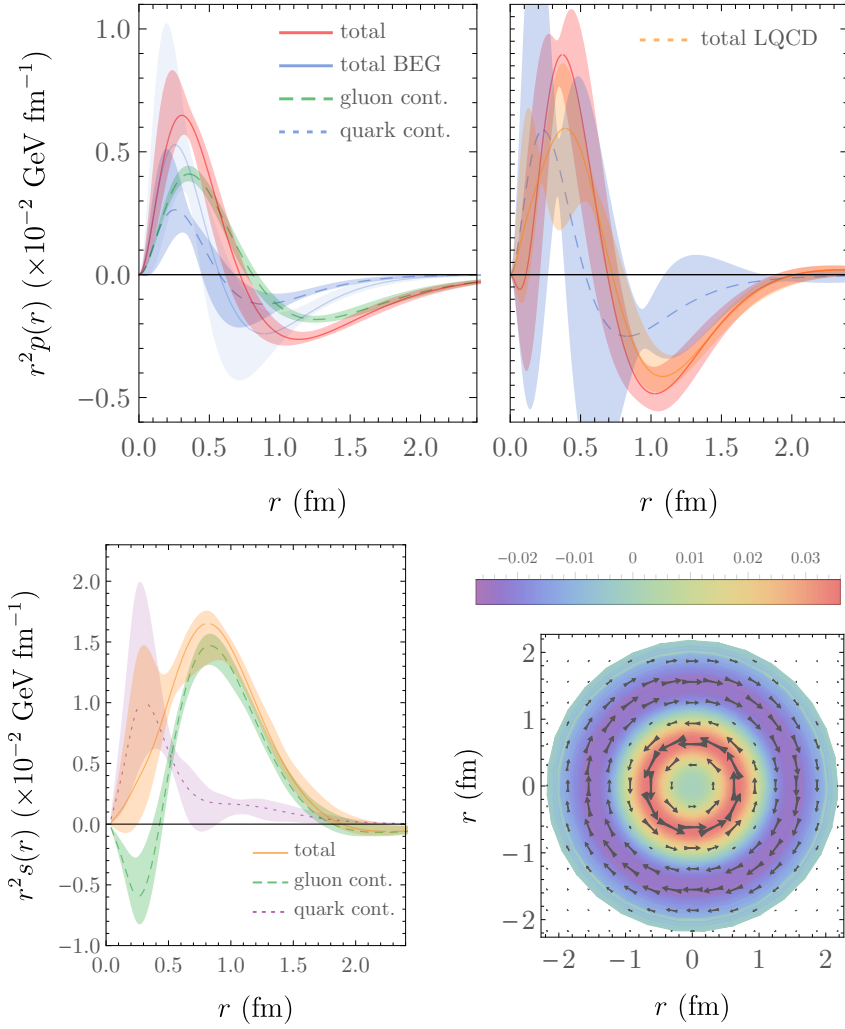 total
total BEG
gluon cont.
quark cont.
total LQCD
1.0
0.5
0.0
−0.5
r²p(r) (×10⁻² GeV fm⁻¹)
0.0 0.5 1.0 1.5 2.0
0.0 0.5 1.0 1.5 2.0
r (fm)
r (fm)
2.0
1.5
1.0
0.5
0.0
−0.5
−1.0
r²s(r) (×10⁻² GeV fm⁻¹)
total
gluon cont.
quark cont.
0.0 0.5 1.0 1.5 2.0
r (fm)
−0.02 −0.01 0 0.01 0.02 0.03
2
1
0
−1
−2
r (fm)
−2 −1 0 1 2
r (fm)